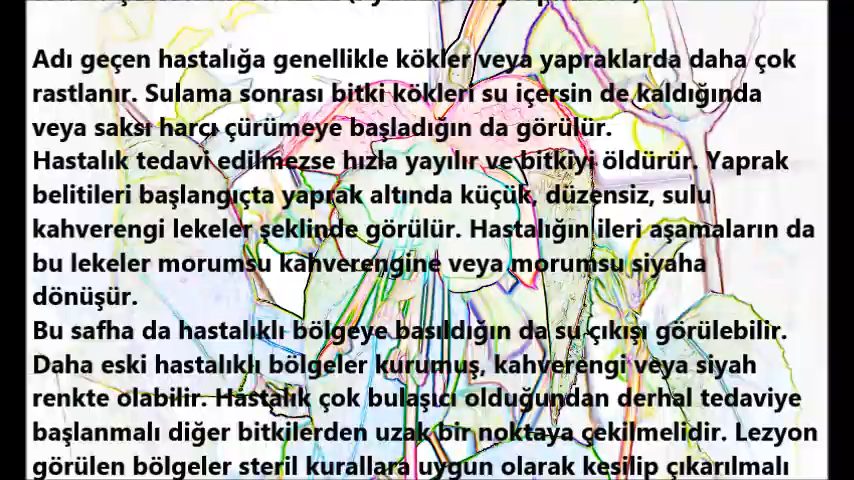 Adı geçen hastalığa genellikle kökler veya yapraklarda daha çok
rastlanır. Sulama sonrası bitki kökleri su içersin de kaldığında
veya saksı harcı çürümeye başladığın da görülür.
Hastalık tedavi edilmezse hızla yayılır ve bitkiyi öldürür. Yaprak
belitileri başlangıçta yaprak altında küçük, düzensiz, sulu
kahverengi lekeler şeklinde görülür. Hastalığın ileri aşamaların da
bu lekeler morumsu kahverengine veya morumsu siyaha
dönüşür.
Bu safha da hastalıklı bölgeye basıldığın da su çıkışı görülebilir.
Daha eski hastalıklı bölgeler kurumuş, kahverengi veya siyah
renkte olabilir. Hastalık çok bulaşıcı olduğundan derhal tedaviye
başlanmalı diğer bitkilerden uzak bir noktaya çekilmelidir. Lezyon
görülen bölgeler steril kurallara uygun olarak kesilip çıkarılmalı